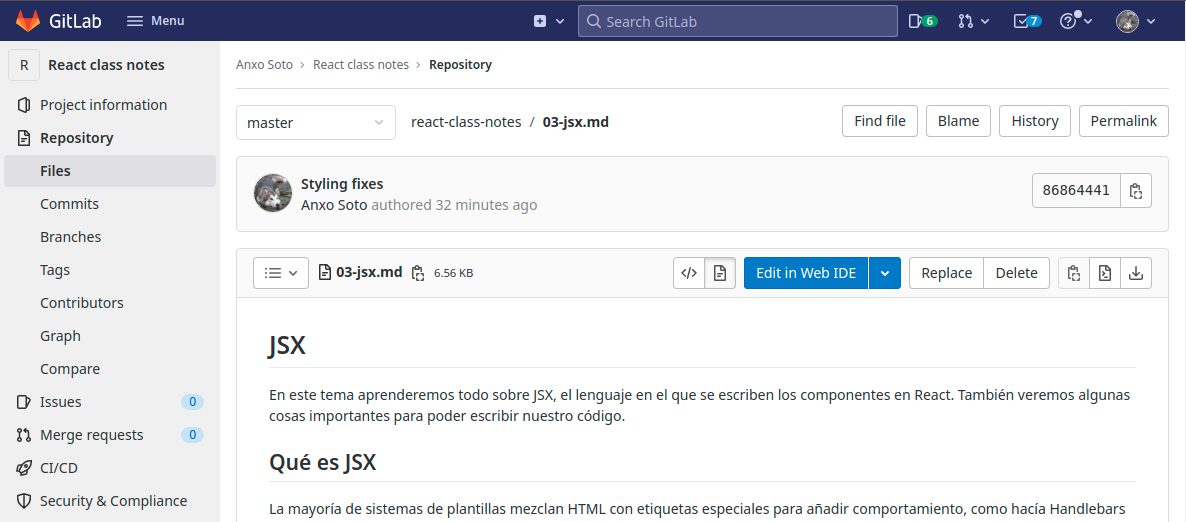 GitLab
Menu
Search GitLab
6
7
R
React class notes
Project information
Repository
Files
Commits
Branches
Tags
Contributors
Graph
Compare
Issues 0
Merge requests 0
CI/CD
Security & Compliance
Anxo Soto › React class notes › Repository
master
react-class-notes / 03-jsx.md
Find file
Blame
History
Permalink
Styling fixes
Anxo Soto authored 32 minutes ago
86864441
03-jsx.md 6.56 KB
</>
Edit in Web IDE
Replace
Delete
JSX
En este tema aprenderemos todo sobre JSX, el lenguaje en el que se escriben los componentes en React. También veremos algunas
cosas importantes para poder escribir nuestro código.
Qué es JSX
La mayoría de sistemas de plantillas mezclan HTML con etiquetas especiales para añadir comportamiento, como hacía Handlebars